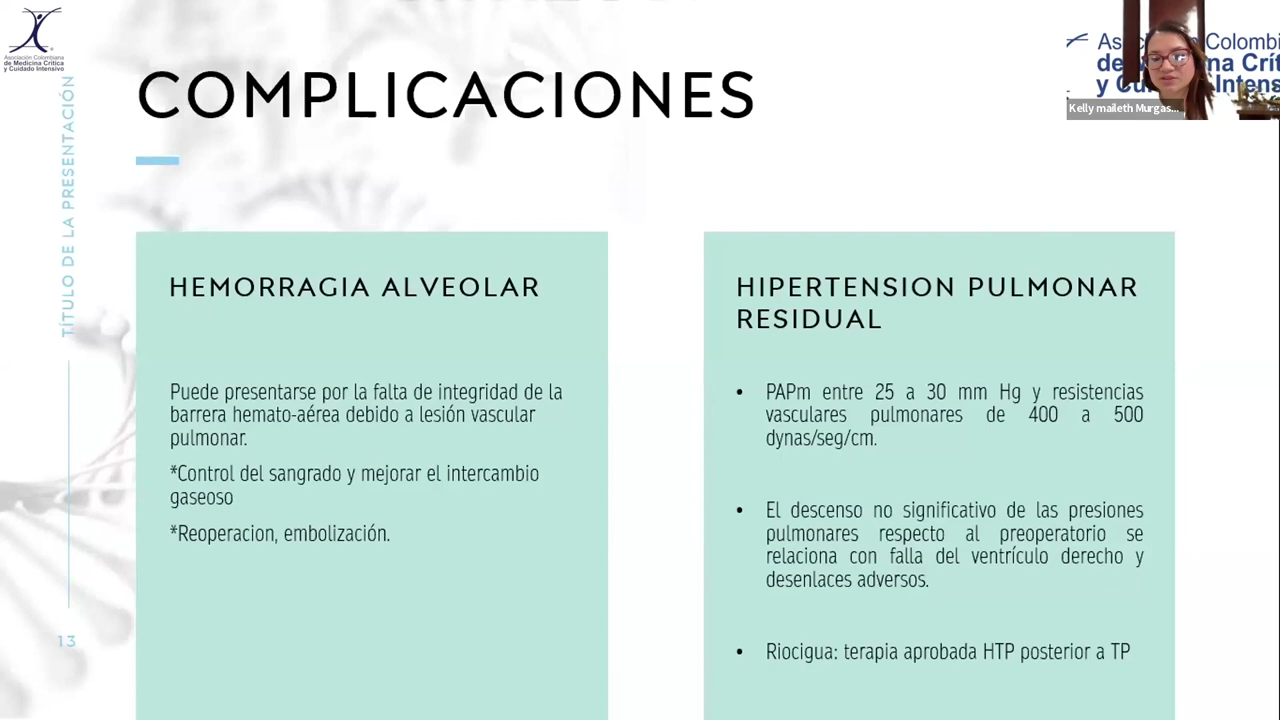 Asociación Colombiana
de Medicina Crítica
y Cuidado Intensivo
TÍTULO DE LA PRESENTACIÓN
13
COMPLICACIONES
HEMORRAGIA ALVEOLAR
Puede presentarse por la falta de integridad de la
barrera hemato-aérea debido a lesión vascular
pulmonar.
*Control del sangrado y mejorar el intercambio
gaseoso
*Reoperacion, embolización.
HIPERTENSION PULMONAR
RESIDUAL
• PAPm entre 25 a 30 mm Hg y resistencias
vasculares pulmonares de 400 a 500
dynas/seg/cm.
• El descenso no significativo de las presiones
pulmonares respecto al preoperatorio se
relaciona con falla del ventrículo derecho y
desenlaces adversos.
• Riocigua: terapia aprobada HTP posterior a TP
Colombi
de
y
Intens
Kelly maileth Murgas...